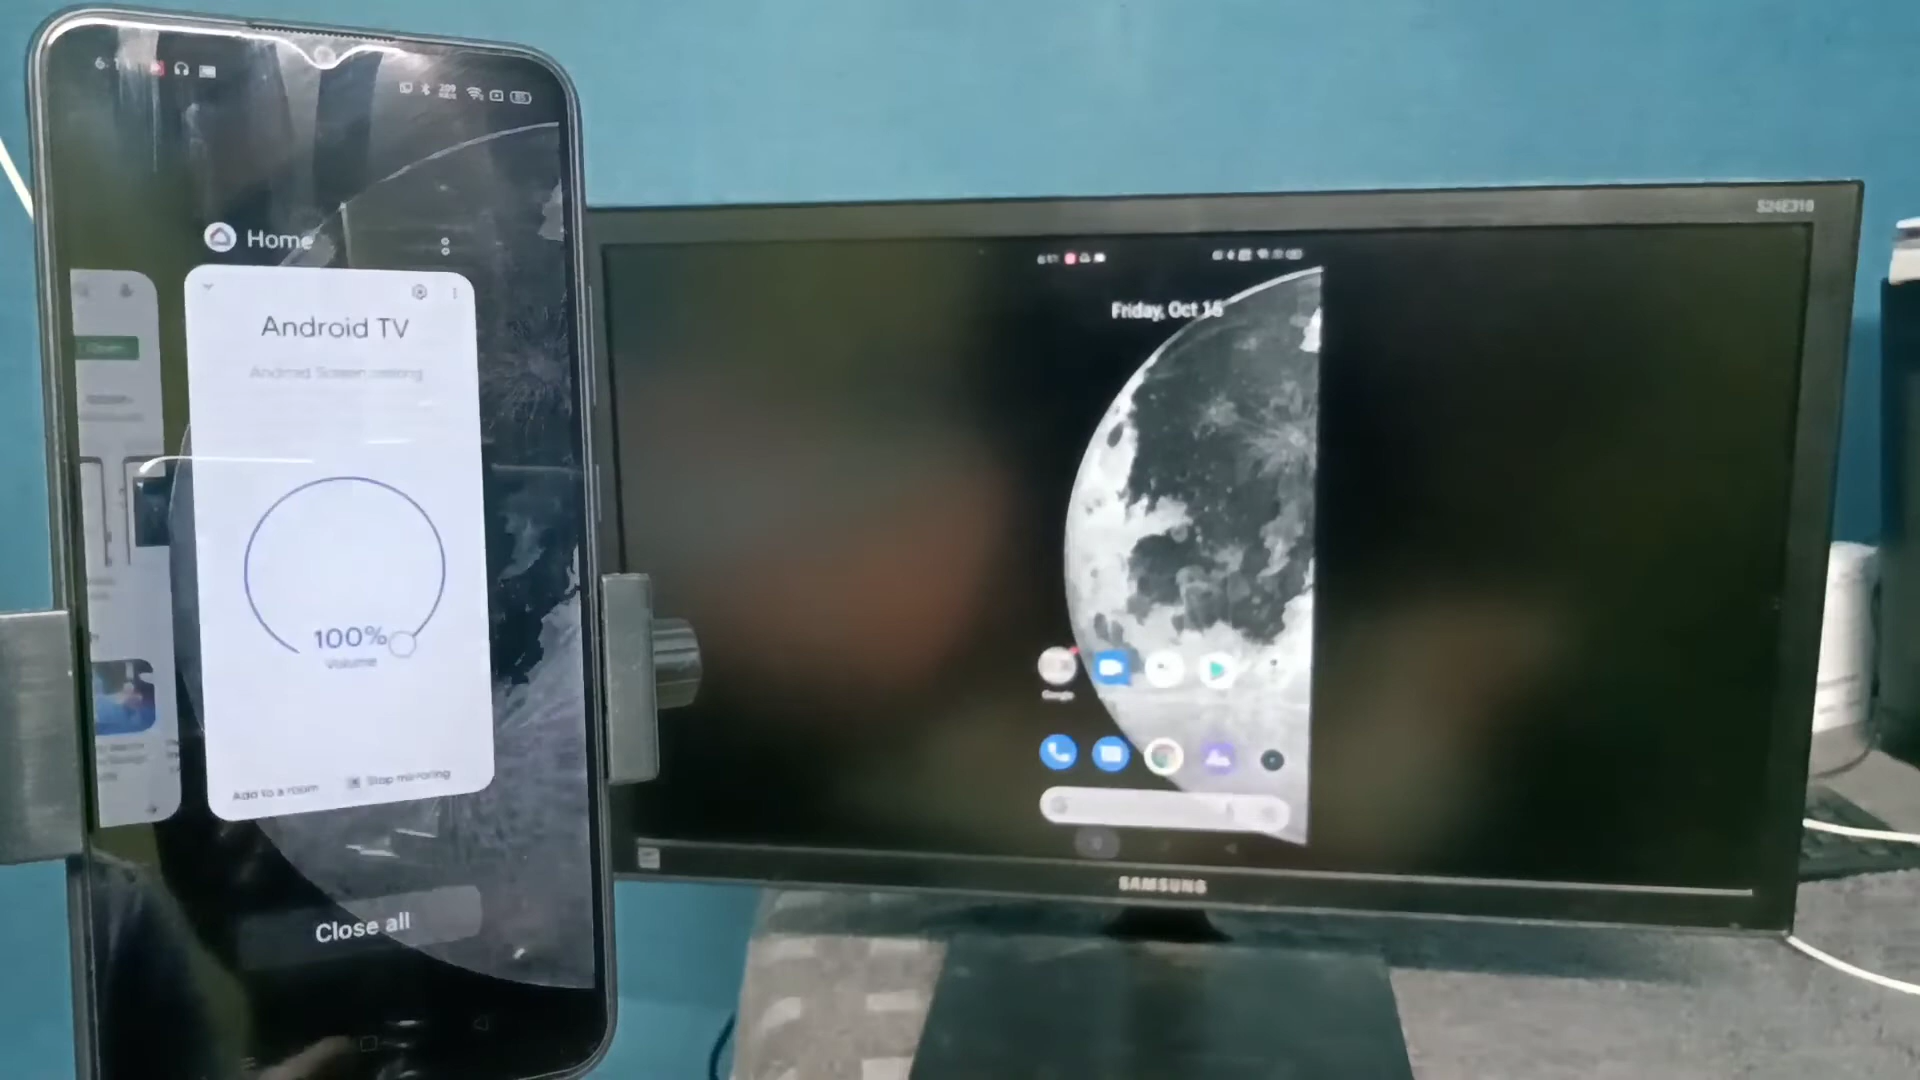 Home
Android TV
Android Screen casting
100%
Volume
Add to a room
Stop mirroring
Close all
S24E310
Friday, Oct 16
Google
SAMSUNG